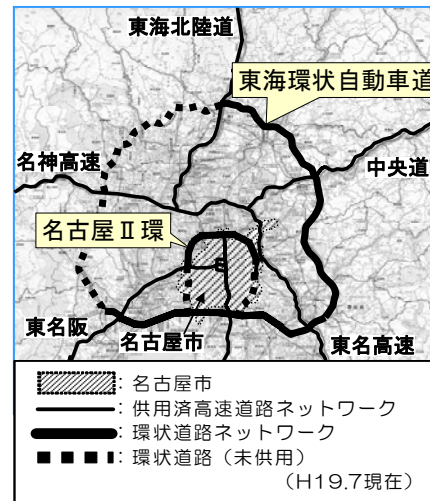 東海北陸道
東海環状自動車道
名神高速
中央道
名古屋Ⅱ環
東名阪
名古屋市
東名高速
：名古屋市
：供用済高速道路ネットワーク
：環状道路ネットワーク
：環状道路（未供用）
（H19.7現在）